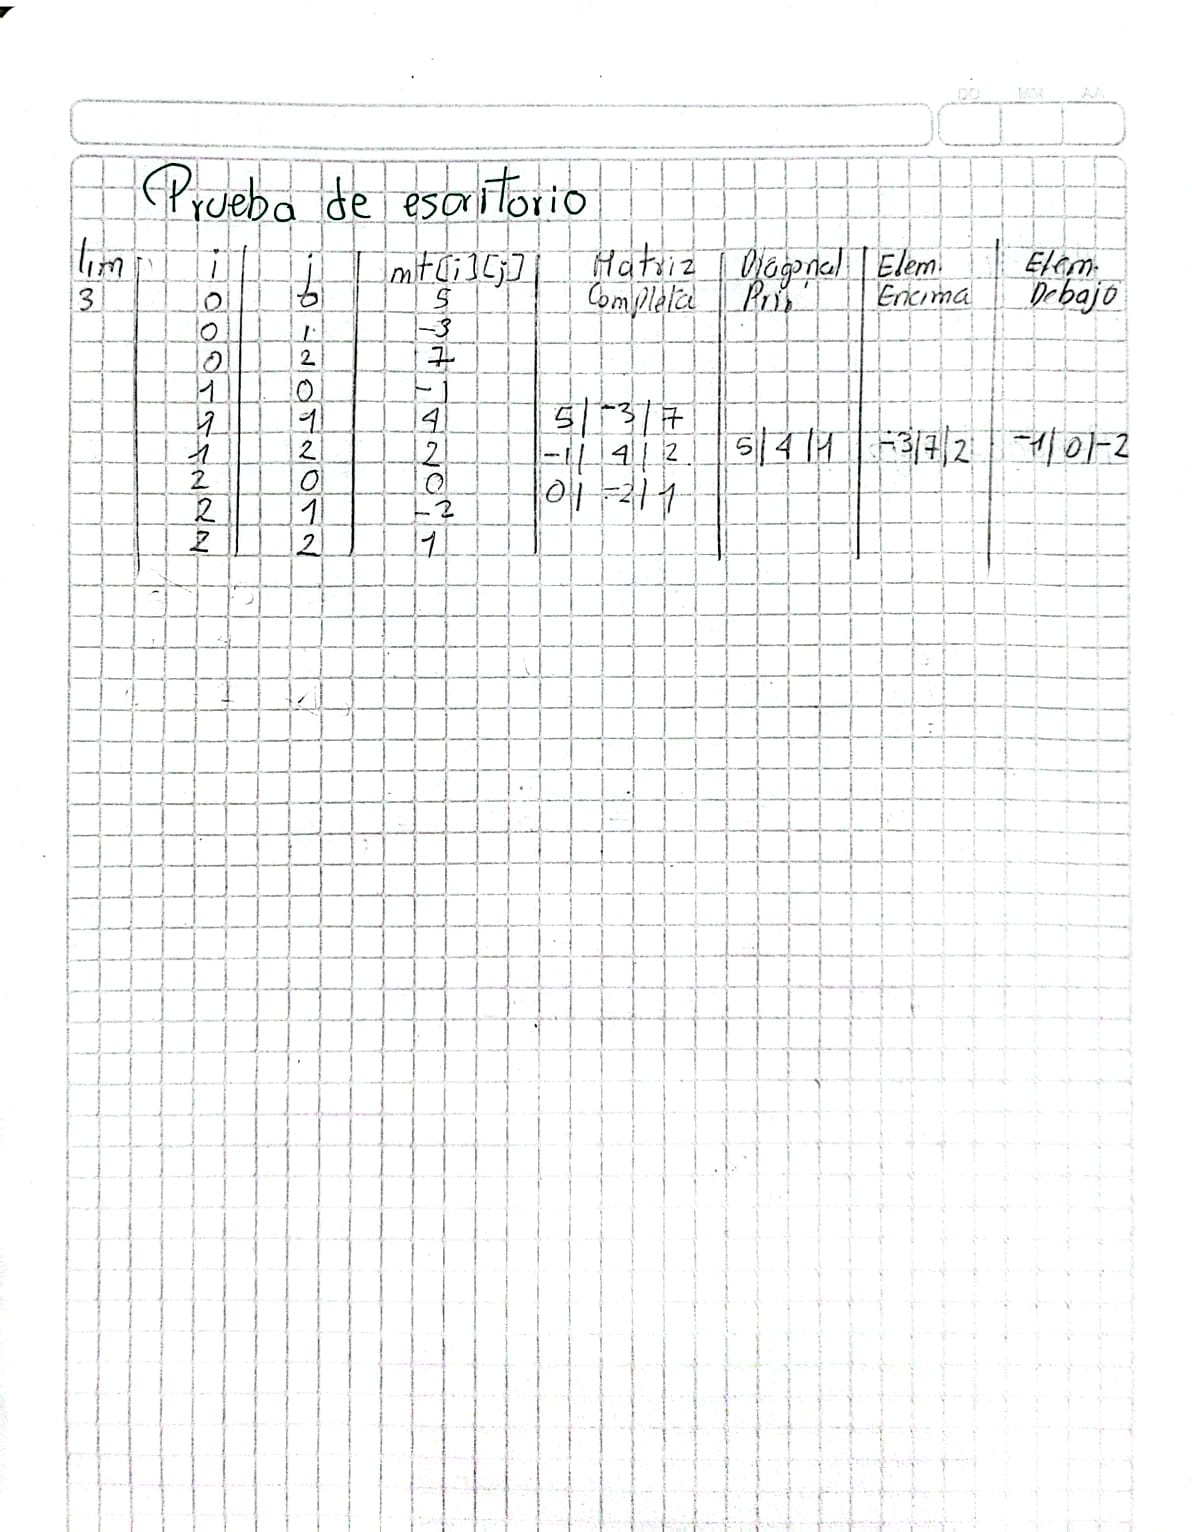 DD MM AA
Prueba de escritorio
lim | i | j | mt[i][j] | Matriz Completa | Diagonal Prin | Elem. Encima | Elem. Debajo
3 | 0 | 0 | 5
0 | 1 | -3
0 | 2 | 7
1 | 0 | -1
1 | 1 | 4 | 5 | -3 | 7
1 | 2 | 2 | -1 | 4 | 2 | 5 | 4 | 1 | -3 | 7 | 2 | -1 | 0 | -2
2 | 0 | 0 | 0 | -2 | 1
2 | 1 | -2
2 | 2 | 1